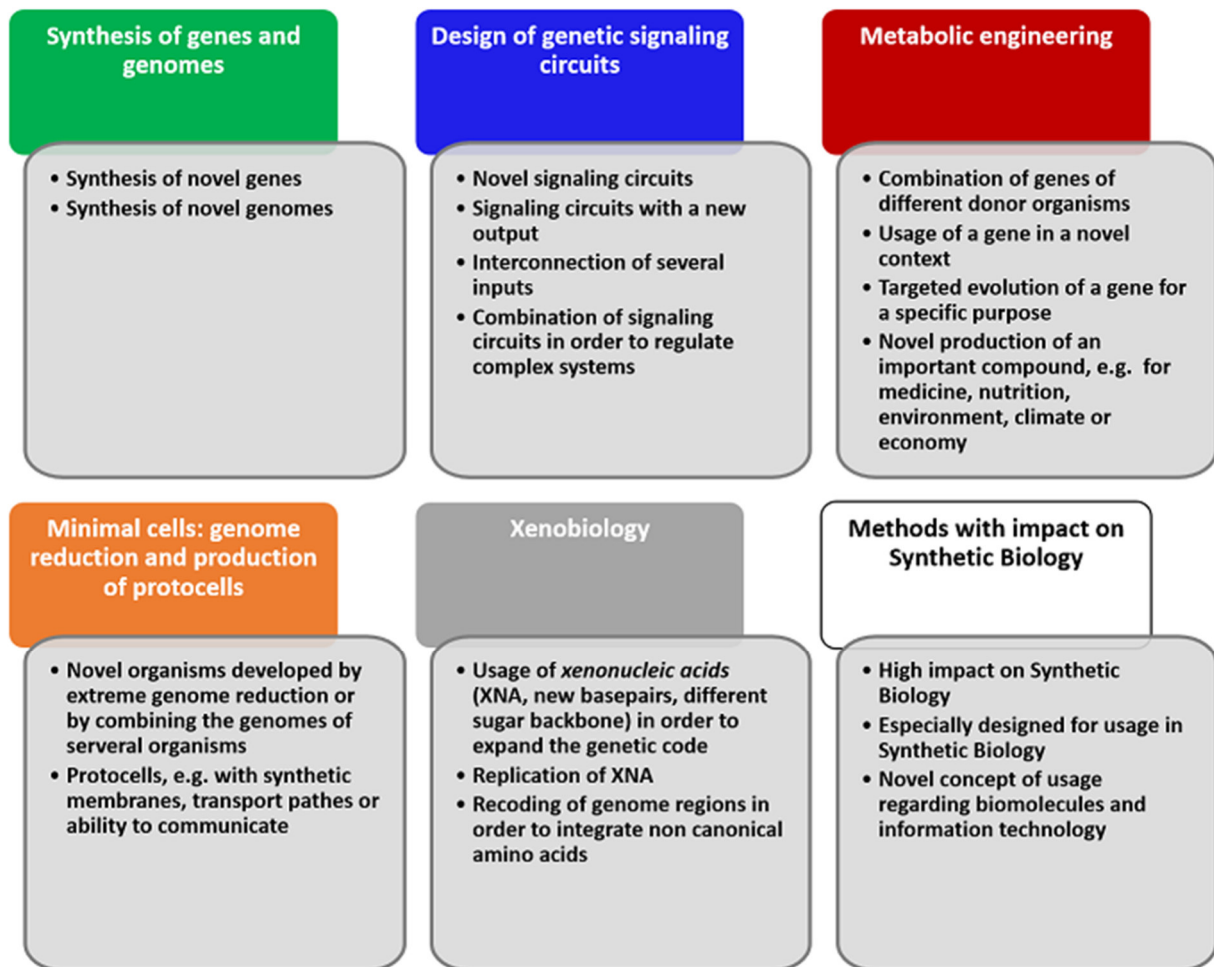 Synthesis of genes and
genomes
• Synthesis of novel genes
• Synthesis of novel genomes
Design of genetic signaling
circuits
• Novel signaling circuits
• Signaling circuits with a new
output
• Interconnection of several
inputs
• Combination of signaling
circuits in order to regulate
complex systems
Metabolic engineering
• Combination of genes of
different donor organisms
• Usage of a gene in a novel
context
• Targeted evolution of a gene for
a specific purpose
• Novel production of an
important compound, e.g. for
medicine, nutrition,
environment, climate or
economy
Minimal cells: genome
reduction and production
of protocells
• Novel organisms developed by
extreme genome reduction or
by combining the genomes of
serveral organisms
• Protocells, e.g. with synthetic
membranes, transport pathes or
ability to communicate
Xenobiology
• Usage of xenonucleic acids
(XNA, new basepairs, different
sugar backbone) in order to
expand the genetic code
• Replication of XNA
• Recoding of genome regions in
order to integrate non canonical
amino acids
Methods with impact on
Synthetic Biology
• High impact on Synthetic
Biology
• Especially designed for usage in
Synthetic Biology
• Novel concept of usage
regarding biomolecules and
information technology